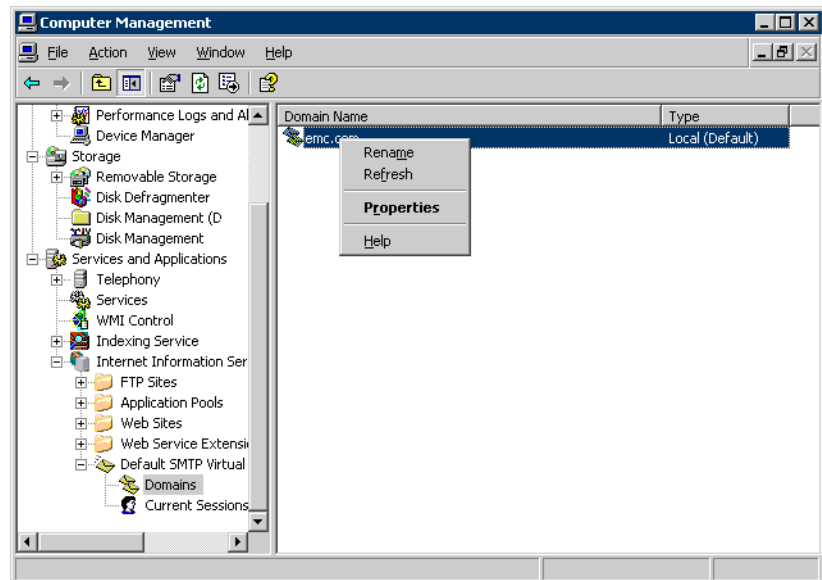 Computer Management
File Action View Window Help
Domain Name Type
Performance Logs and Al
Device Manager
Storage
Removable Storage
Disk Defragmenter
Disk Management (D
Disk Management
Services and Applications
Telephony
Services
WMI Control
Indexing Service
Internet Information Ser
FTP Sites
Application Pools
Web Sites
Web Service Extensi
Default SMTP Virtual
Domains
Current Sessions
emc.com Local (Default)
Rename
Refresh
Properties
Help